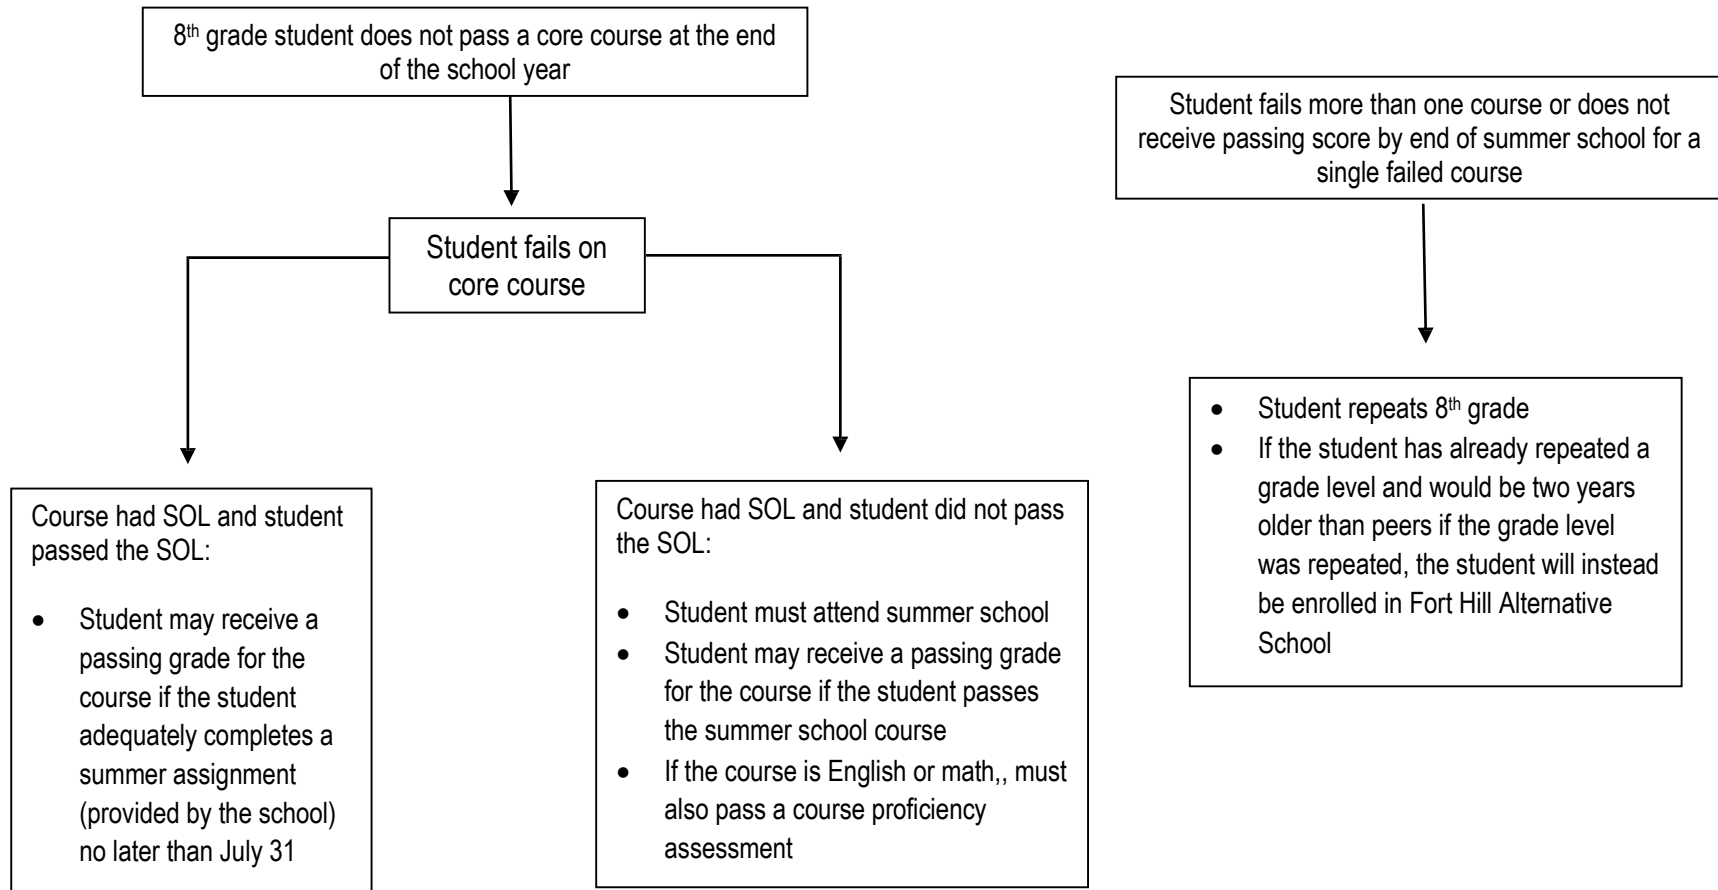 8th grade student does not pass a core course at the end
of the school year
Student fails more than one course or does not
receive passing score by end of summer school for a
single failed course
Student fails on
core course
Course had SOL and student
passed the SOL:
• Student may receive a
passing grade for the
course if the student
adequately completes a
summer assignment
(provided by the school)
no later than July 31
Course had SOL and student did not pass
the SOL:
• Student must attend summer school
• Student may receive a passing grade
for the course if the student passes
the summer school course
• If the course is English or math,, must
also pass a course proficiency
assessment
• Student repeats 8th grade
• If the student has already repeated a
grade level and would be two years
older than peers if the grade level
was repeated, the student will instead
be enrolled in Fort Hill Alternative
School